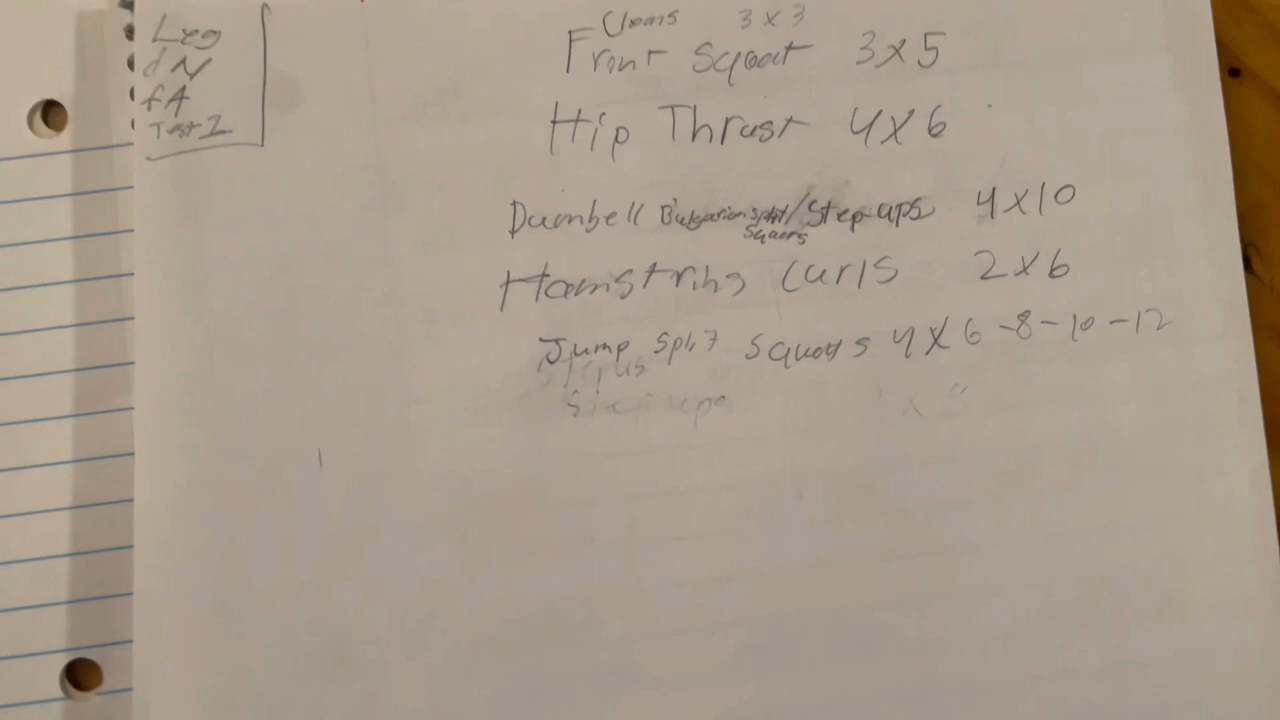 Leg
dN
fA
Test 1
Cleans 3x3
Front Squat 3x5
Hip Thrust 4x6
Dumbell Bulgarian Split Squats/Step-ups 4x10
Hamstring Curls 2x6
Jump Split Squats 4x6-8-10-12